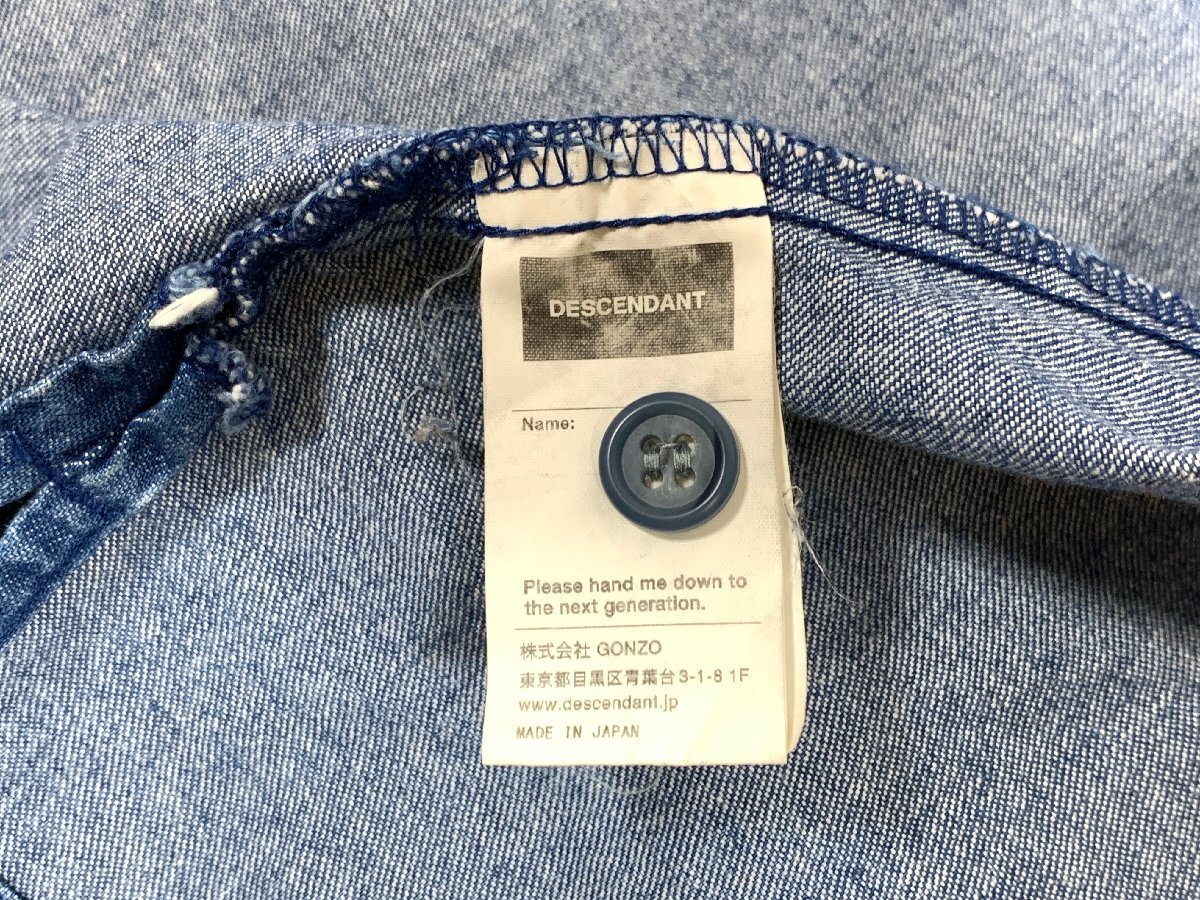 DESCENDANT
Name:
Please hand me down to
the next generation.
株式会社 GONZO
東京都目黒区青葉台3-1-8 1F
www.descendant.jp
MADE IN JAPAN